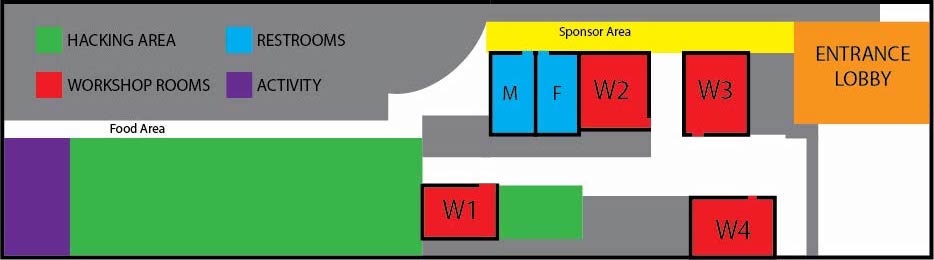 HACKING AREA
RESTROOMS
WORKSHOP ROOMS
ACTIVITY
Food Area
Sponsor Area
ENTRANCE
LOBBY
M
F
W2
W3
W1
W4